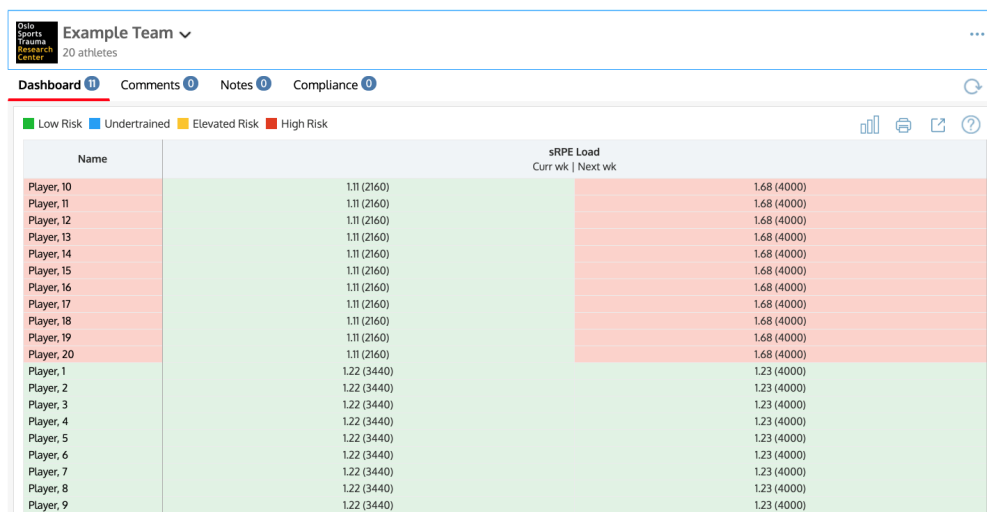 Oslo
Sports
Trauma
Research
Center
Example Team
20 athletes
Dashboard 11 Comments 0 Notes 0 Compliance 0
Low Risk Undertrained Elevated Risk High Risk
?
Name sRPE Load
Curr wk | Next wk
Player, 10 1.11 (2160) 1.68 (4000)
Player, 11 1.11 (2160) 1.68 (4000)
Player, 12 1.11 (2160) 1.68 (4000)
Player, 13 1.11 (2160) 1.68 (4000)
Player, 14 1.11 (2160) 1.68 (4000)
Player, 15 1.11 (2160) 1.68 (4000)
Player, 16 1.11 (2160) 1.68 (4000)
Player, 17 1.11 (2160) 1.68 (4000)
Player, 18 1.11 (2160) 1.68 (4000)
Player, 19 1.11 (2160) 1.68 (4000)
Player, 20 1.11 (2160) 1.68 (4000)
Player, 1 1.22 (3440) 1.23 (4000)
Player, 2 1.22 (3440) 1.23 (4000)
Player, 3 1.22 (3440) 1.23 (4000)
Player, 4 1.22 (3440) 1.23 (4000)
Player, 5 1.22 (3440) 1.23 (4000)
Player, 6 1.22 (3440) 1.23 (4000)
Player, 7 1.22 (3440) 1.23 (4000)
Player, 8 1.22 (3440) 1.23 (4000)
Player, 9 1.22 (3440) 1.23 (4000)